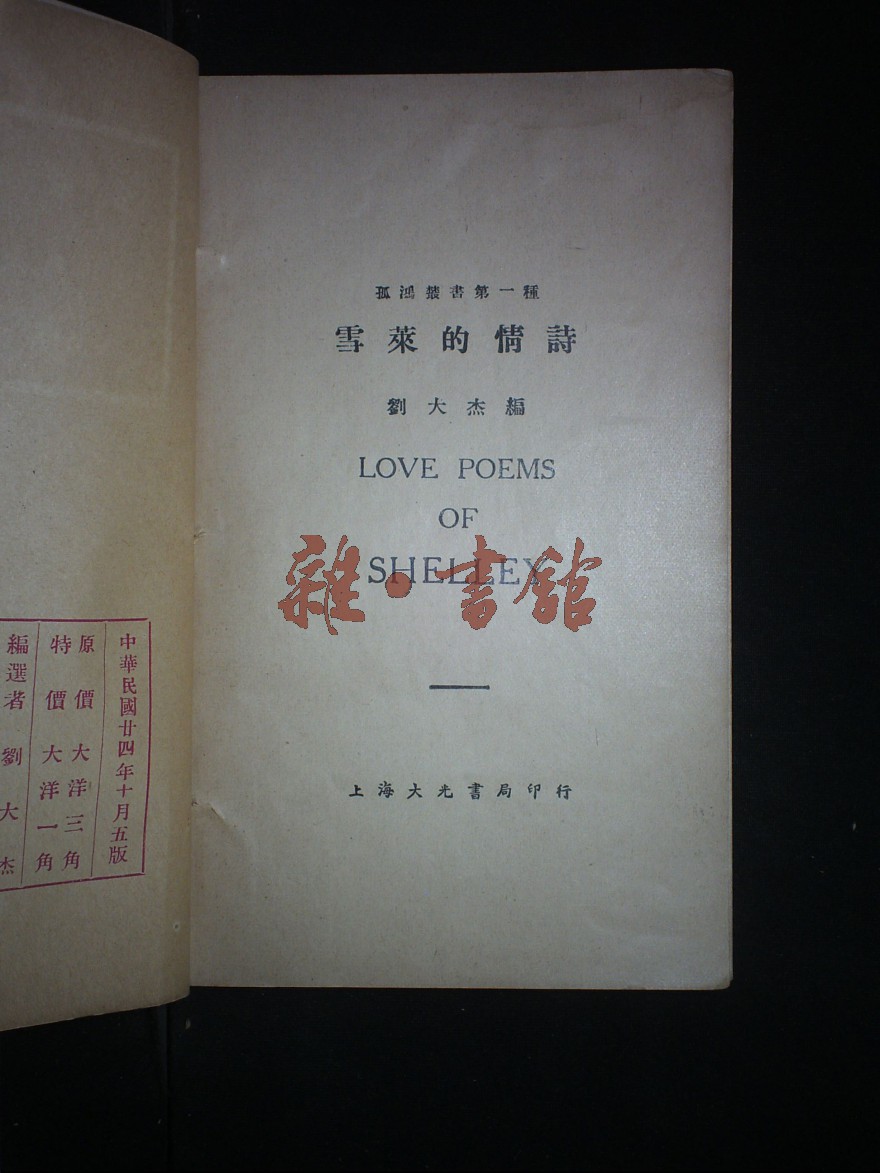 孤鴻叢書第一種
雪萊的情詩
劉大杰編
LOVE POEMS
OF
SHELLEY
雜·書館
上海大光書局印行
中華民國廿四年十月五版
原價大洋三角
特價大洋一角
編選者劉大杰